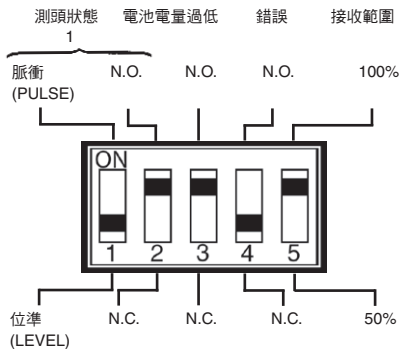 測頭狀態 電池電量過低 錯誤 接收範圍
1
脈衝 N.O. N.O. N.O. 100%
(PULSE)
ON
1 2 3 4 5
位準 N.C. N.C. N.C. 50%
(LEVEL)